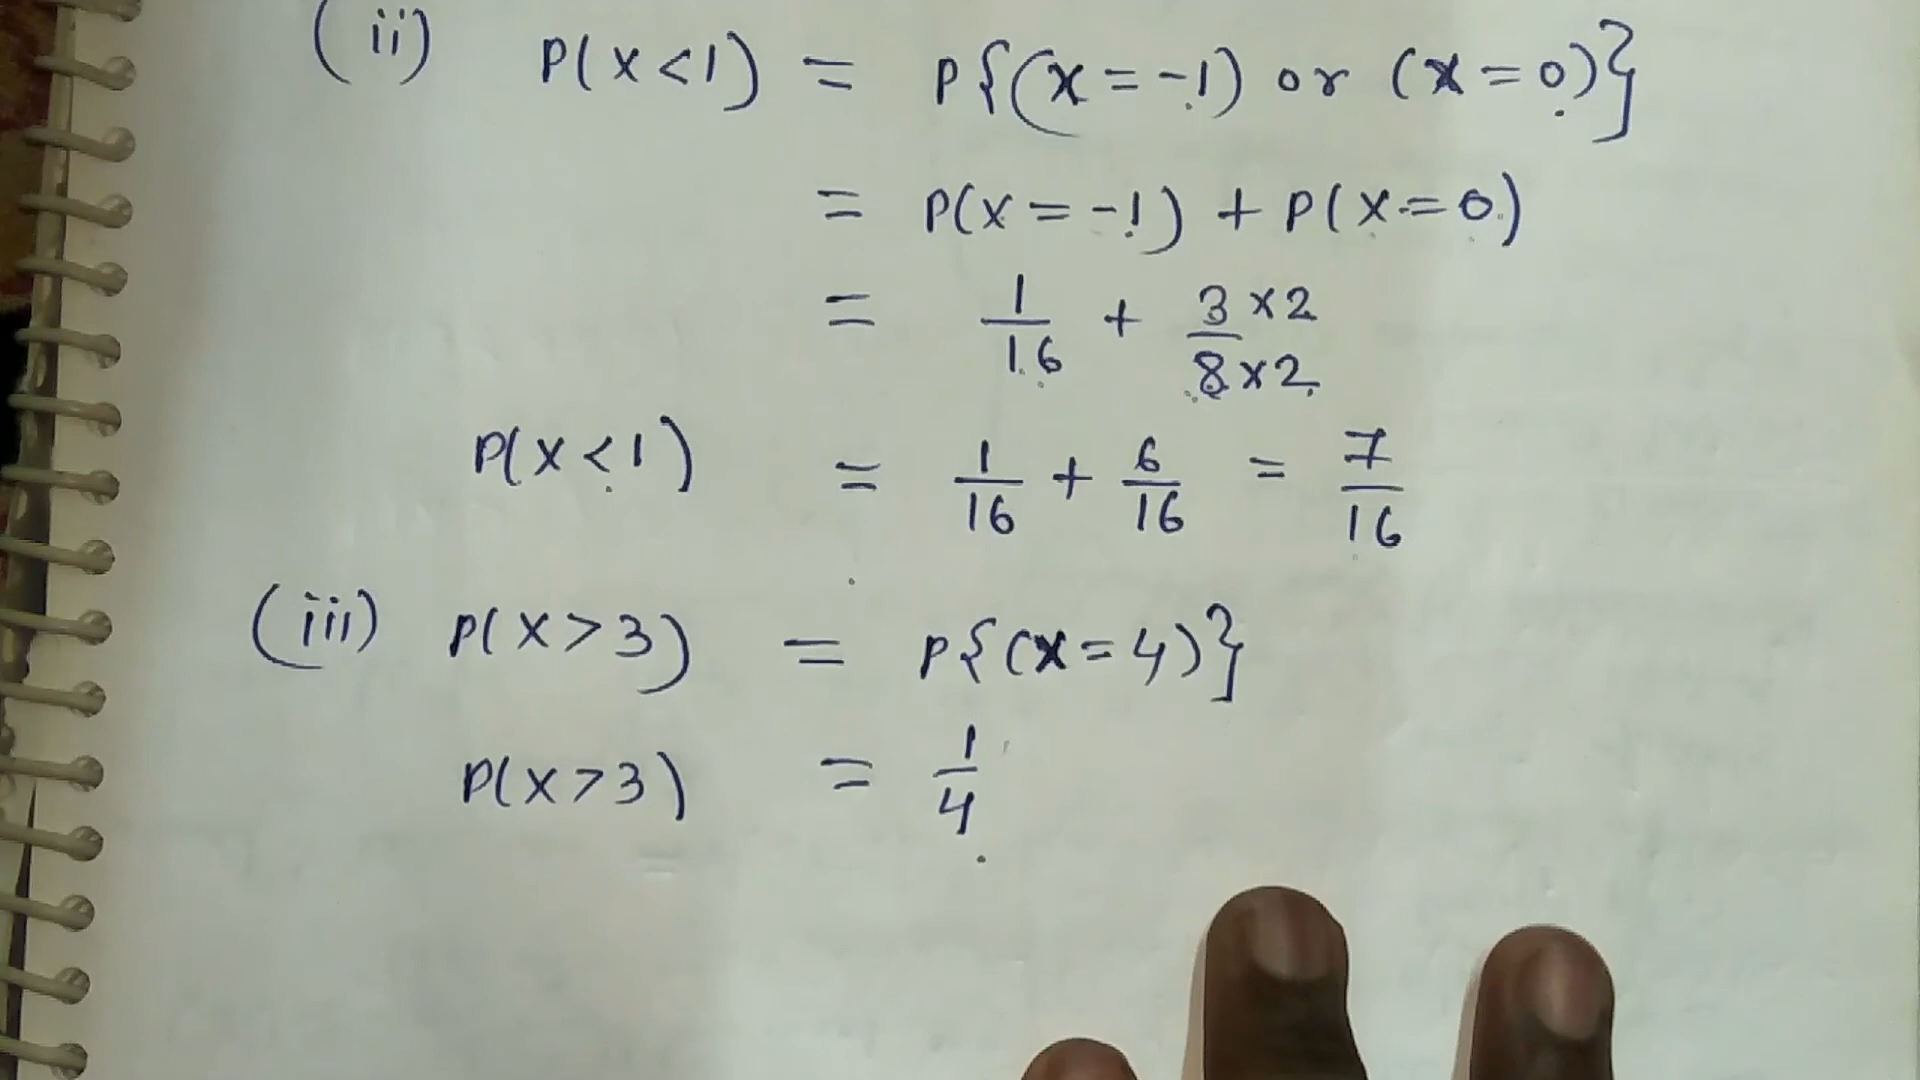 (ii) P(X<1) = P{(X=-1) or (X=0)}
= P(X=-1) + P(X=0)
= 1/16 + 3×2/8×2
P(X<1) = 1/16 + 6/16 = 7/16
(iii) P(X>3) = P{(X=4)}
P(X>3) = 1/4